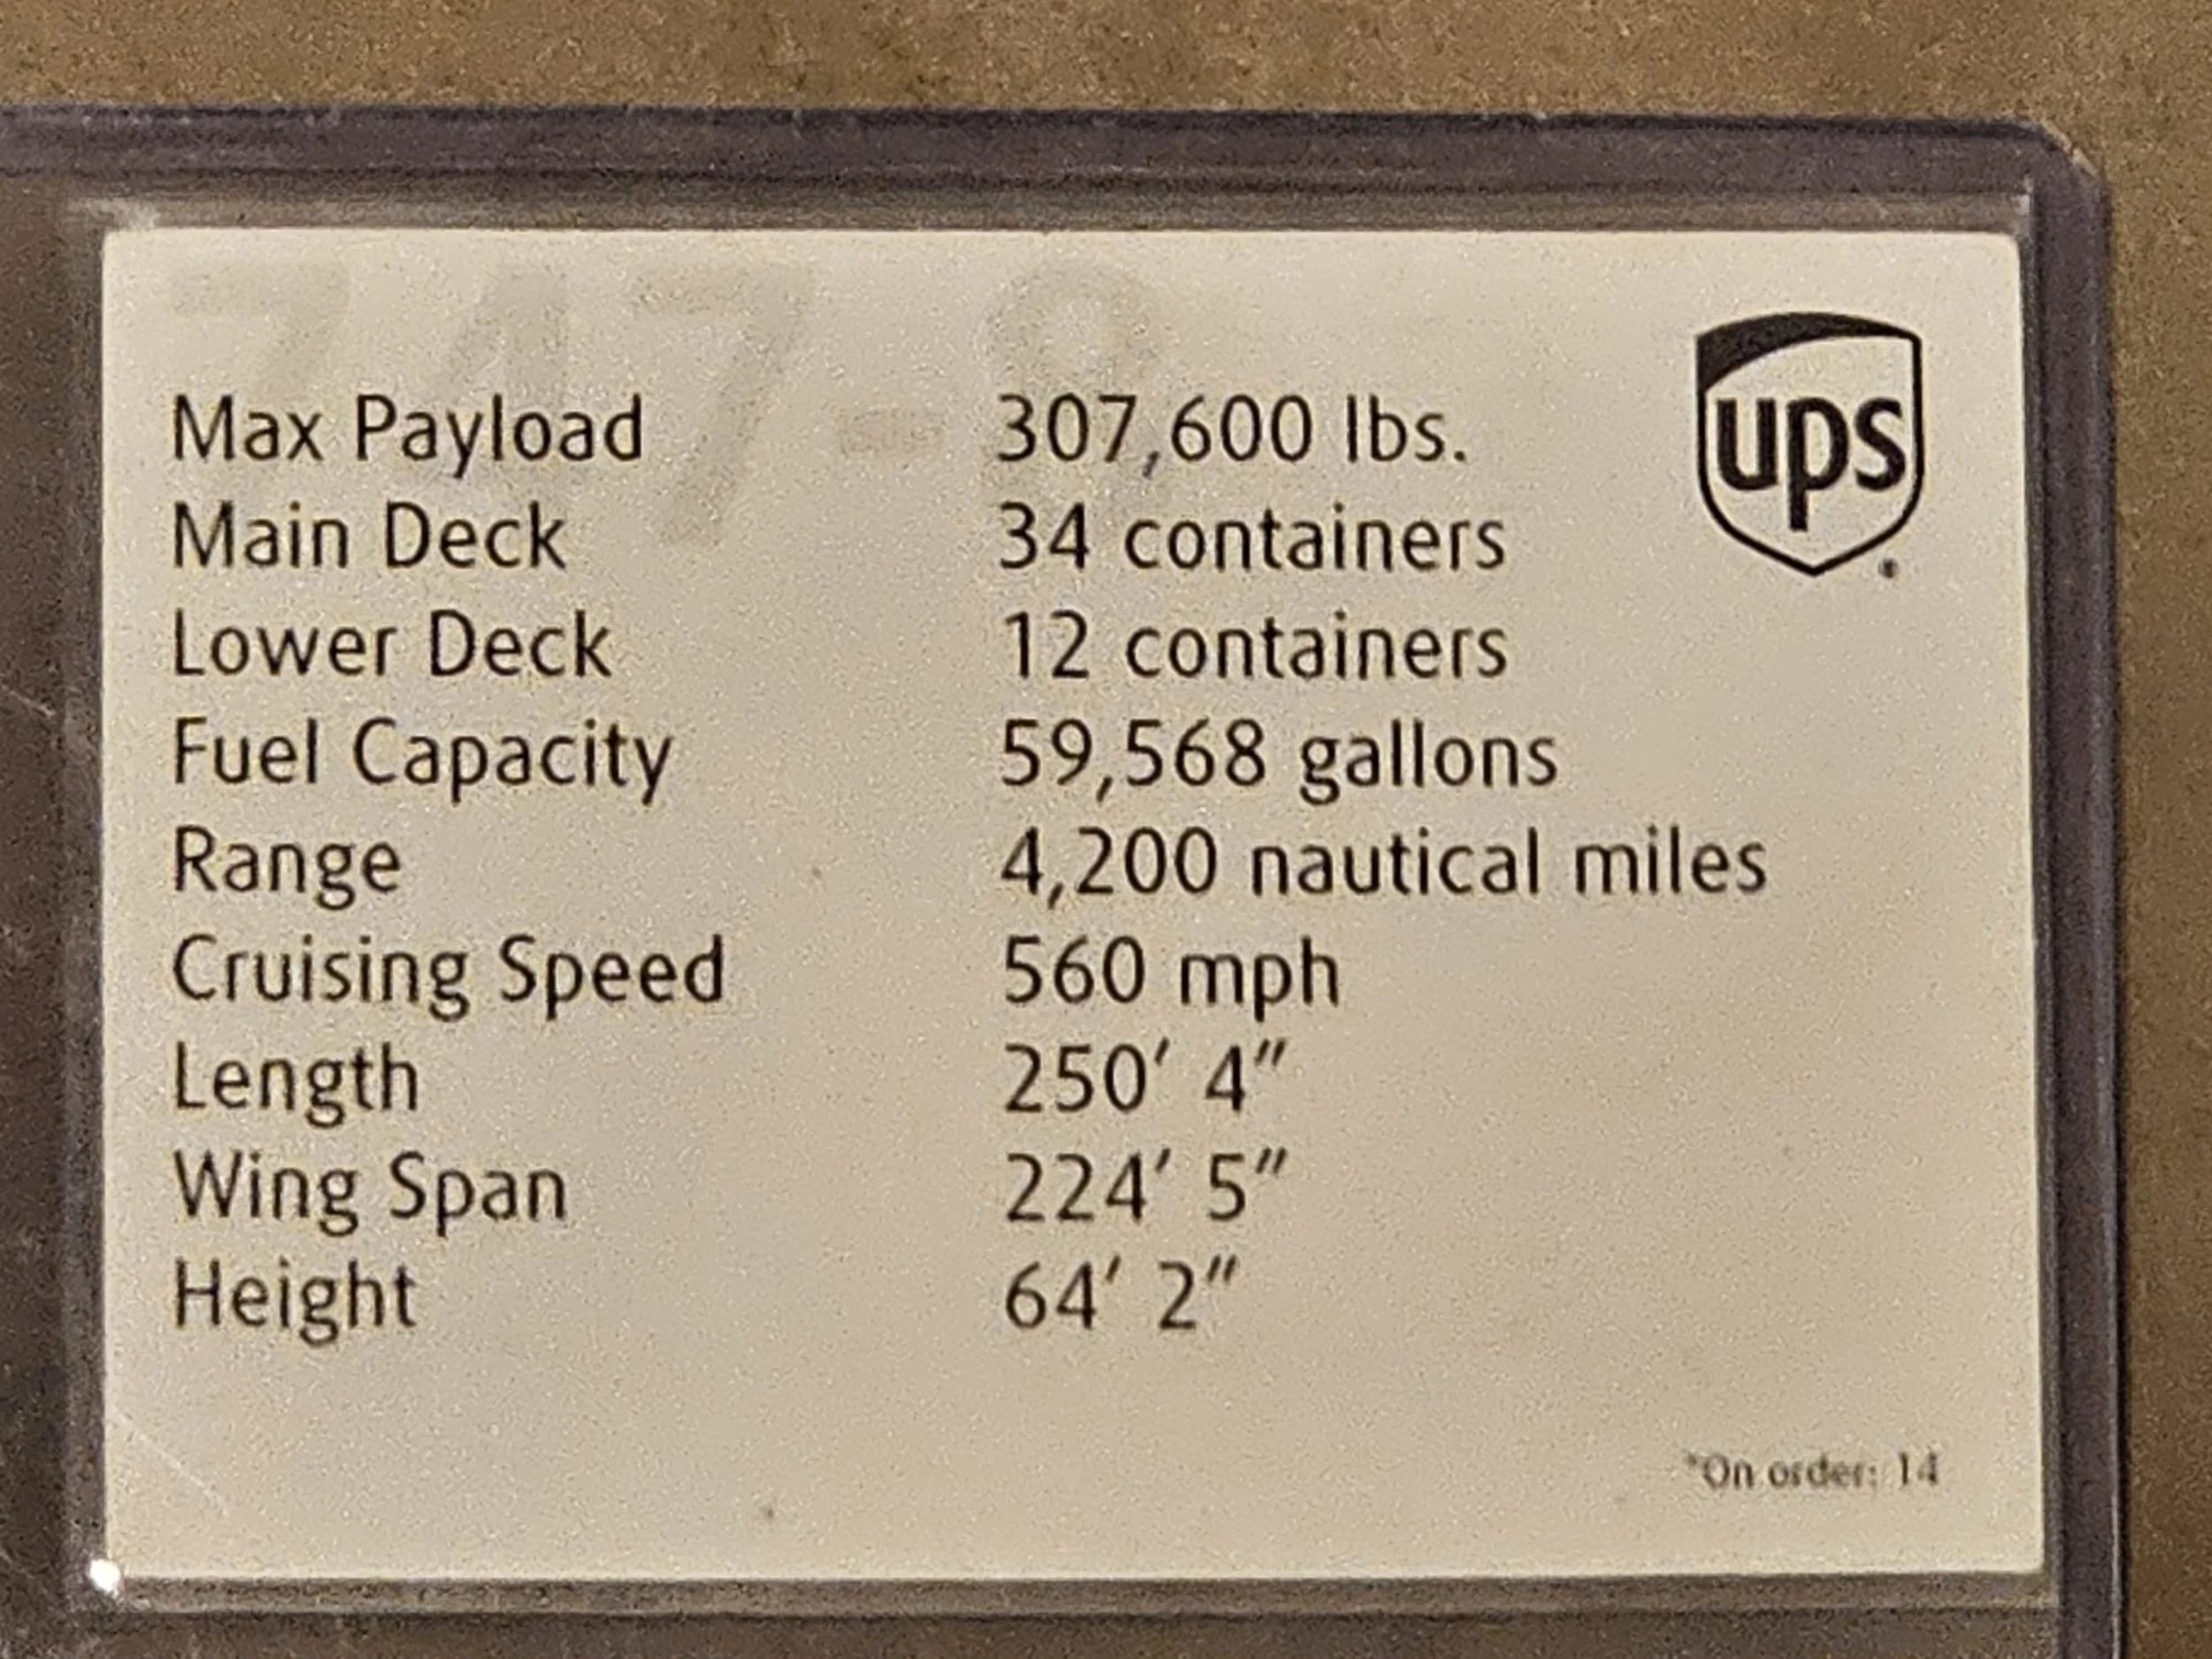 747-8
ups
Max Payload 307,600 lbs.
Main Deck 34 containers
Lower Deck 12 containers
Fuel Capacity 59,568 gallons
Range 4,200 nautical miles
Cruising Speed 560 mph
Length 250′ 4″
Wing Span 224′ 5″
Height 64′ 2″
*On order: 14